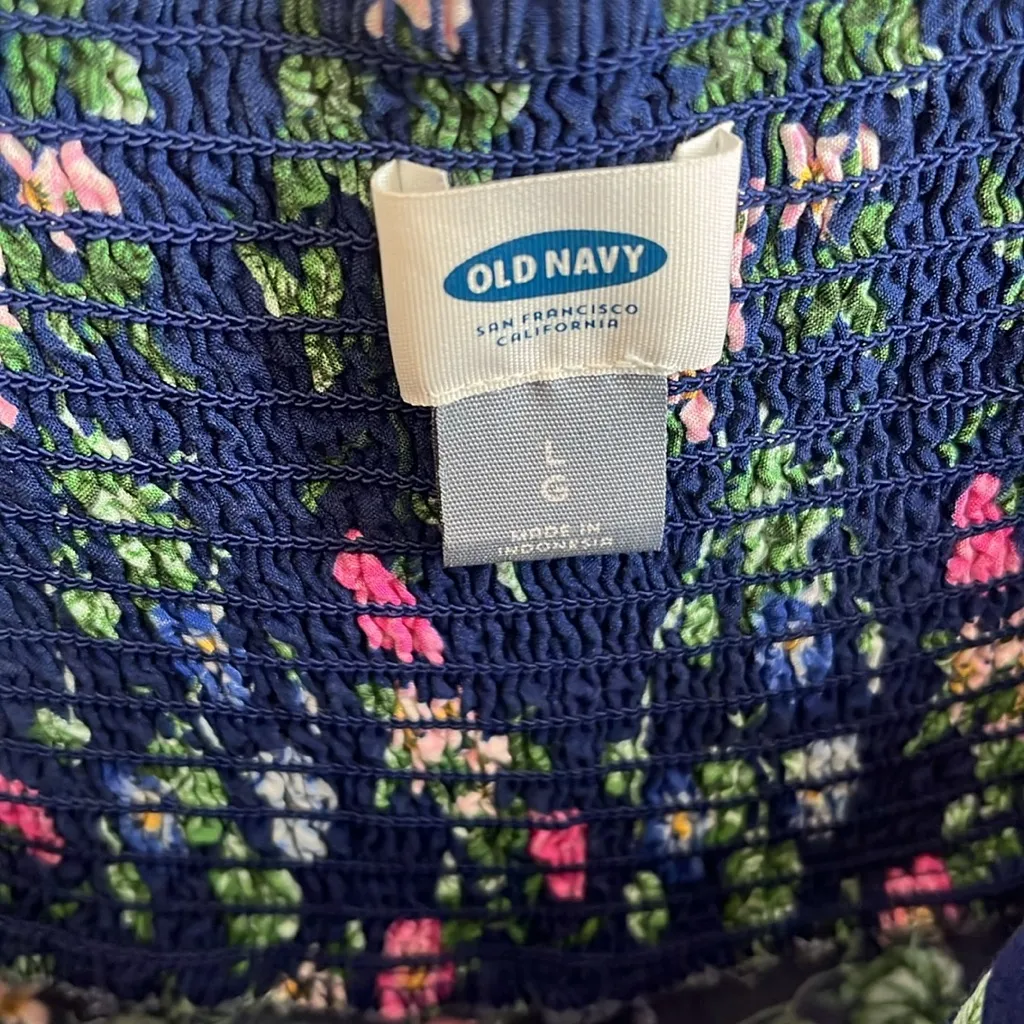 OLD NAVY
SAN FRANCISCO
CALIFORNIA
L
G
MADE IN
INDONESIA